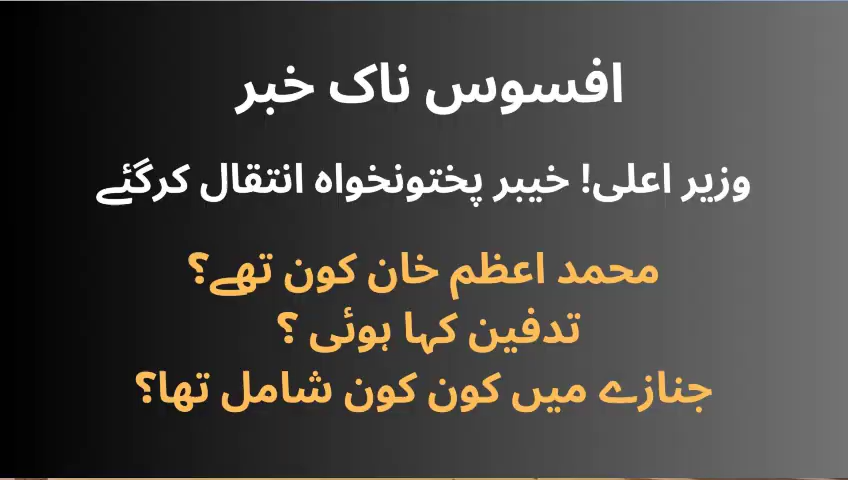 افسوس ناک خبر
وزیر اعلی! خیبر پختونخواہ انتقال کرگئے
محمد اعظم خان کون تھے؟
تدفین کہا ہوئی ؟
جنازے میں کون کون شامل تھا؟